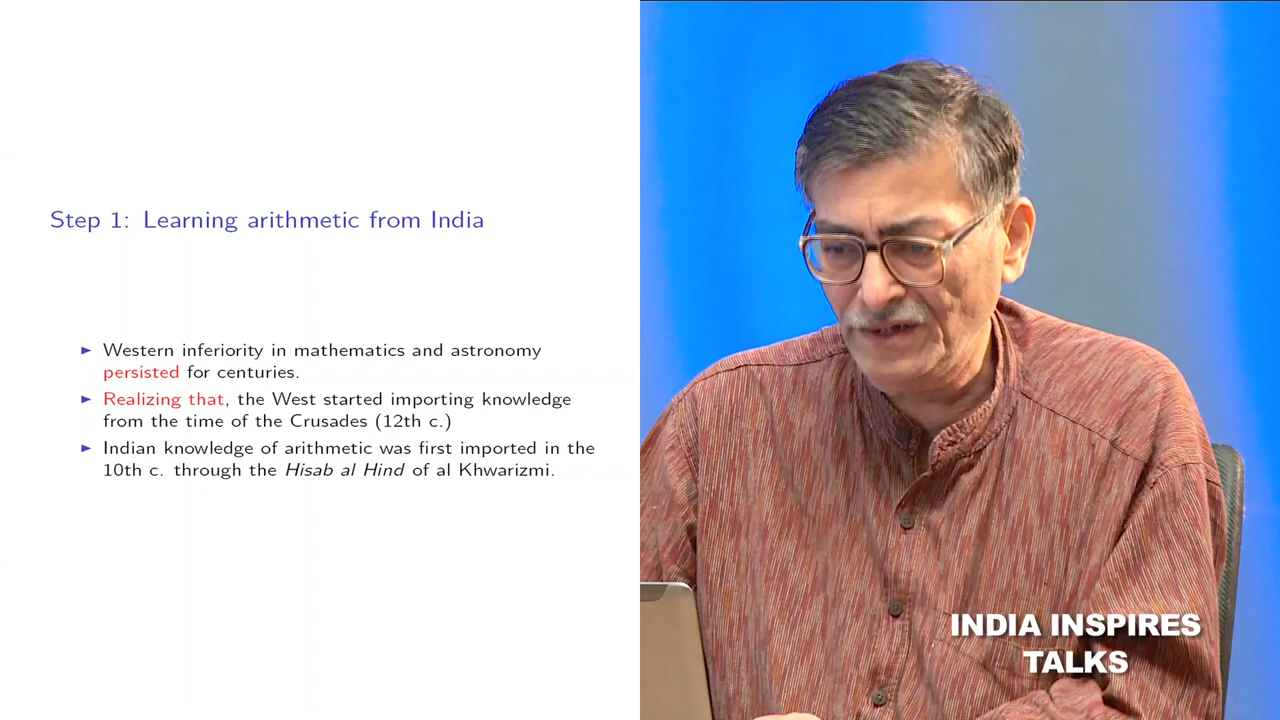 Step 1: Learning arithmetic from India
► Western inferiority in mathematics and astronomy
persisted for centuries.
► Realizing that, the West started importing knowledge
from the time of the Crusades (12th c.)
► Indian knowledge of arithmetic was first imported in the
10th c. through the Hisab al Hind of al Khwarizmi.
INDIA INSPIRES
TALKS